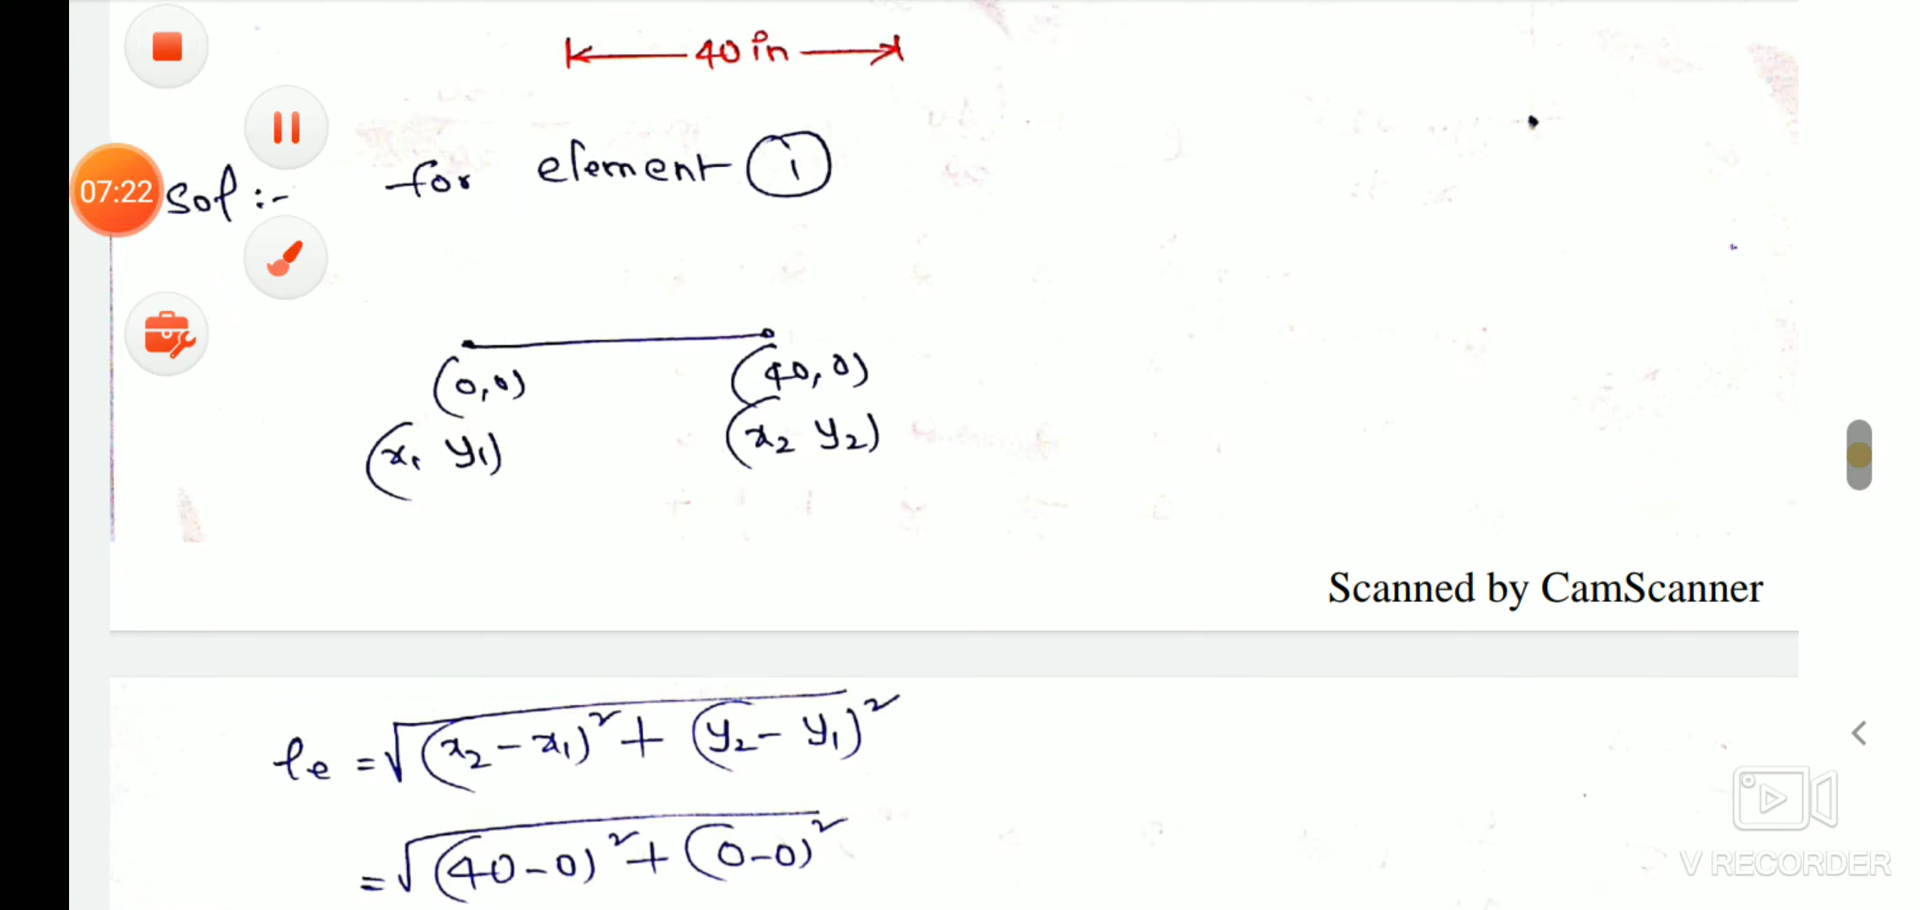 40 in
07:22
Sol :- for element ①
(0,0) (40,0)
(x₁ y₁) (x₂ y₂)
Scanned by CamScanner
le = √(x₂ - x₁)² + (y₂ - y₁)²
= √(40-0)² + (0-0)²
V RECORDER